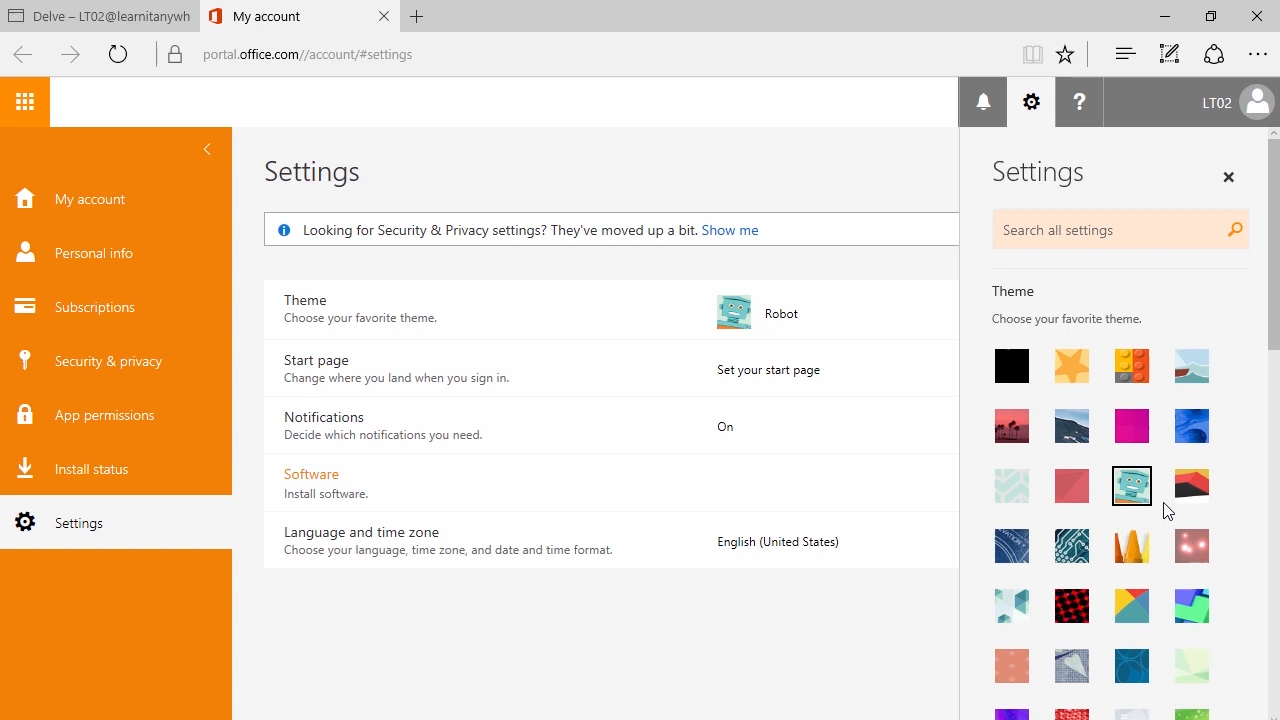 Delve – LT02@learnitanywh
My account
portal.office.com//account/#settings
LT02
My account
Personal info
Subscriptions
Security & privacy
App permissions
Install status
Settings
Settings
Looking for Security & Privacy settings? They've moved up a bit. Show me
Theme
Choose your favorite theme.
Robot
Start page
Change where you land when you sign in.
Set your start page
Notifications
Decide which notifications you need.
On
Software
Install software.
Language and time zone
Choose your language, time zone, and date and time format.
English (United States)
Settings
Search all settings
Theme
Choose your favorite theme.